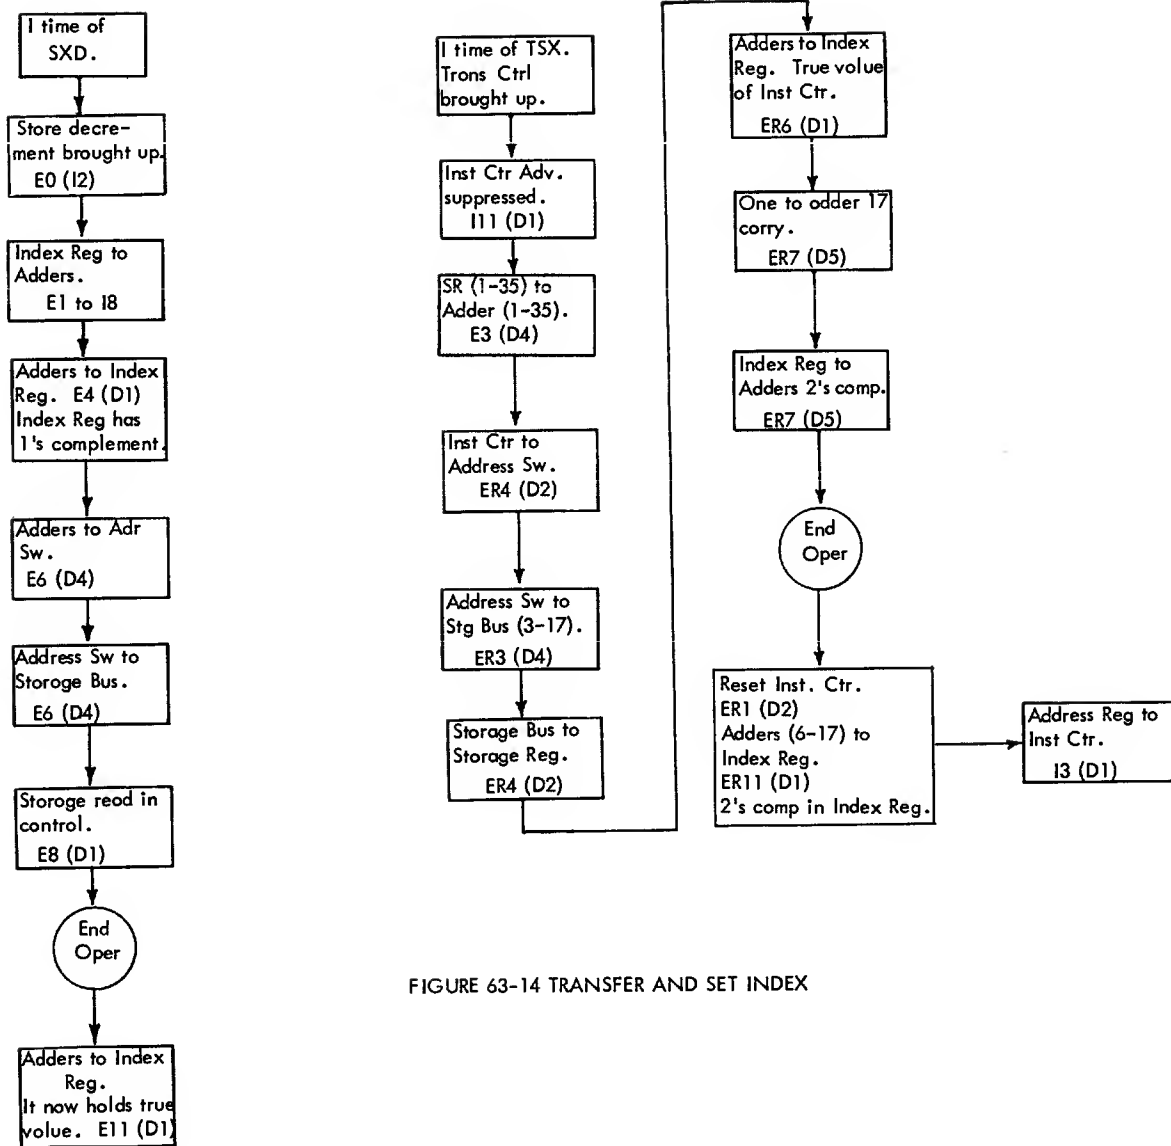 I time of
SXD.
Store decre-
ment brought up.
E0 (I2)
Index Reg to
Adders.
E1 to I8
Adders to Index
Reg. E4 (D1)
Index Reg has
1's complement.
Adders to Adr
Sw.
E6 (D4)
Address Sw to
Storoge Bus.
E6 (D4)
Storoge reod in
control.
E8 (D1)
End
Oper
Adders to Index
Reg.
It now holds true
value. E11 (D1)
I time of TSX.
Trons Ctrl
brought up.
Inst Ctr Adv.
suppressed.
I11 (D1)
SR (1-35) to
Adder (1-35).
E3 (D4)
Inst Ctr to
Address Sw.
ER4 (D2)
Address Sw to
Stg Bus (3-17).
ER3 (D4)
Storage Bus to
Storage Reg.
ER4 (D2)
Adders to Index
Reg. True value
of Inst Ctr.
ER6 (D1)
One to odder 17
corry.
ER7 (D5)
Index Reg to
Adders 2's comp.
ER7 (D5)
End
Oper
Reset Inst. Ctr.
ER1 (D2)
Adders (6-17) to
Index Reg.
ER11 (D1)
2's comp in Index Reg.
Address Reg to
Inst Ctr.
I3 (D1)
FIGURE 63-14 TRANSFER AND SET INDEX